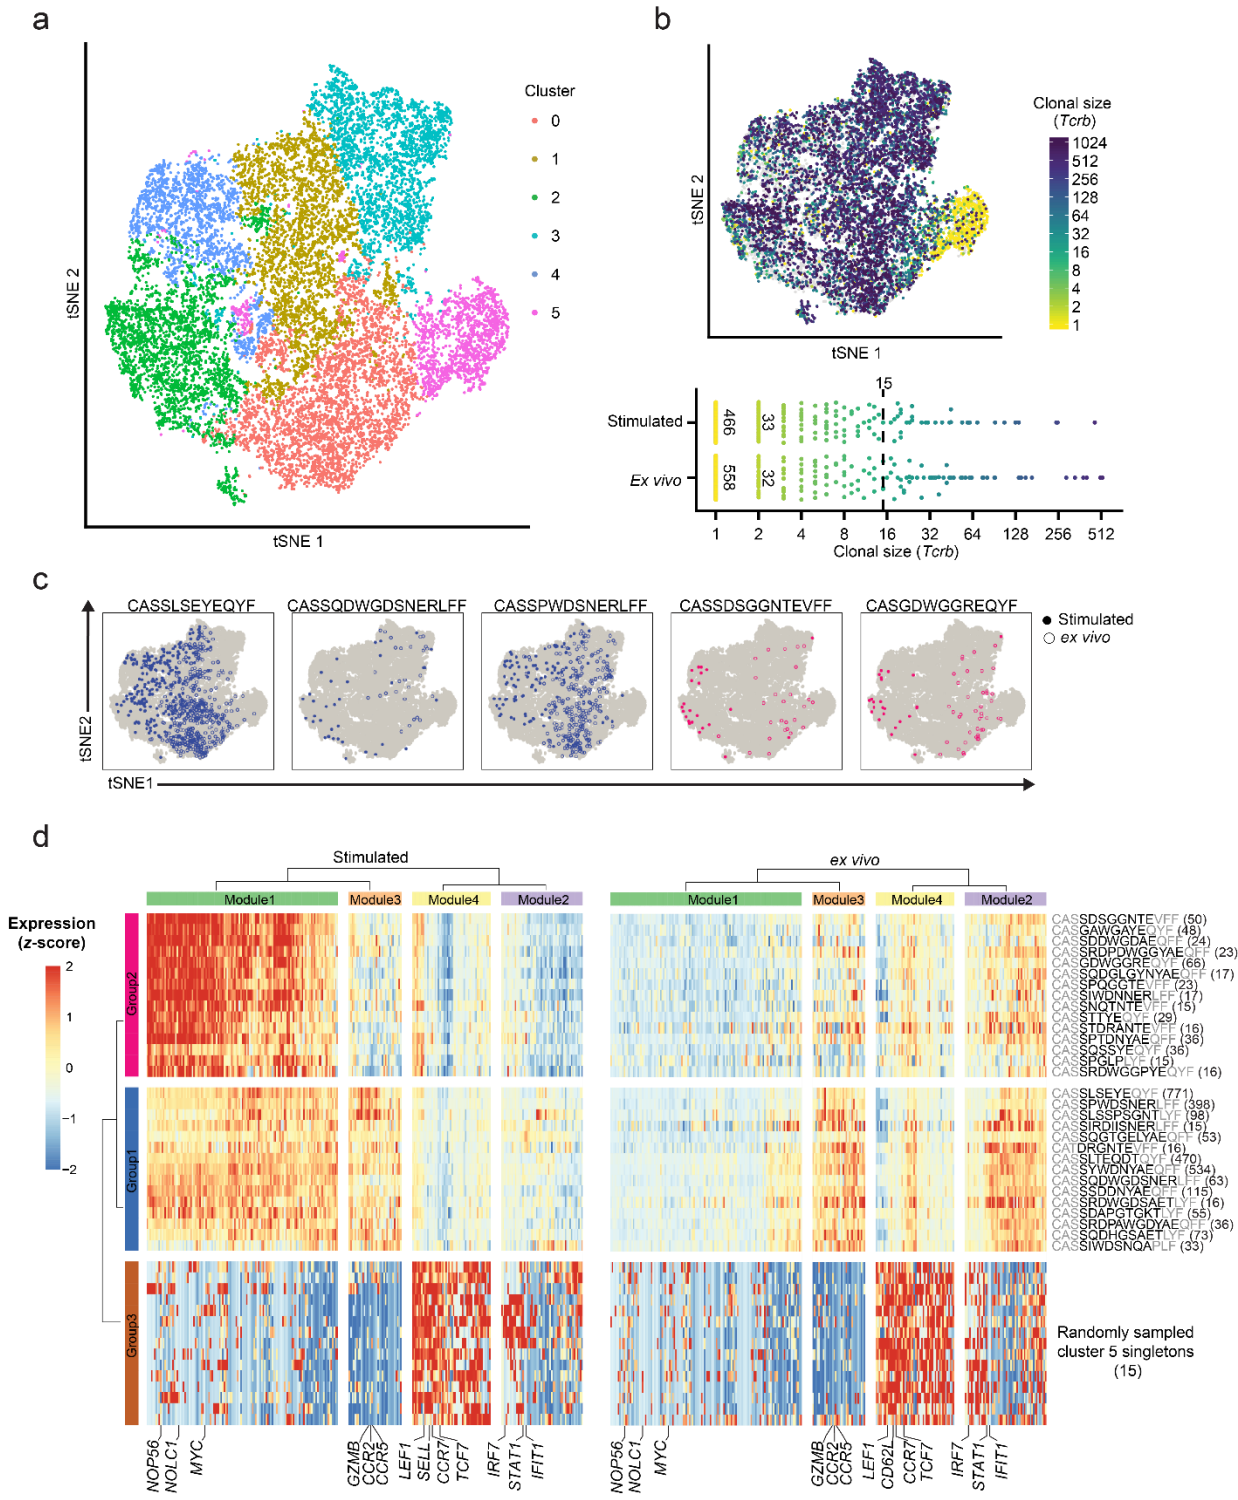 a
Cluster
0
1
2
3
4
5
tSNE 2
tSNE 1
b
Clonal size
(Tcrb)
1024
512
256
128
64
32
16
8
4
2
1
tSNE 2
tSNE 1
15
Stimulated
466
33
Ex vivo
558
32
1 2 4 8 16 32 64 128 256 512
Clonal size (Tcrb)
c
CASSLSEYEQYF CASSQDWGDSNERLFF CASSPWDSNERLFF CASSDSGGNTEVFF CASGDWGGREQYF
Stimulated
ex vivo
tSNE2
tSNE1
d
Stimulated ex vivo
Module1 Module3 Module4 Module2 Module1 Module3 Module4 Module2
Expression
(z-score)
2
1
0
−1
−2
Group2
Group1
Group3
CASSDSGGNTEVFF (50)
CASGAWGAYEQYF (48)
CASSDDWGDAEQFF (24)
CASSRDPDWGGYAEQFF (23)
CASGDWGGREQYF (66)
CASSQDGLGYNYAEQFF (17)
CASSPQGGTEVFF (23)
CASSIWDNNERLFF (17)
CASSNQTNTEVFF (15)
CASSTTYEQYF (29)
CASSTDRANTEVFF (16)
CASSPTDNYAEQFF (36)
CASSQSSYEQYF (36)
CASSPGLPLYF (15)
CASSRDWGGPYEQYF (16)
CASSLSEYEQYF (771)
CASSPWDSNERLFF (398)
CASSLSSPSGNTLYF (98)
CASSIRDIISNERLFF (15)
CASSQGTGELYAEQFF (53)
CATDRGNTEVFF (16)
CASSLTEQDTQYF (470)
CASSYWDNYAEQFF (534)
CASSQDWGDSNERLFF (63)
CASSSDDNYAEQFF (115)
CASSRDWGDSAETLYF (16)
CASSDAPGTGKTLYF (55)
CASSRDPAWGDYAEQFF (36)
CASSQDHGSAETLYF (73)
CASSIWDSNQAPLF (33)
Randomly sampled
cluster 5 singletons
(15)
NOP56 NOLC1 MYC GZMB CCR2 CCR5 LEF1 SELL CCR7 TCF7 IRF7 STAT1 IFIT1 NOP56 NOLC1 MYC GZMB CCR2 CCR5 LEF1 CD62L CCR7 TCF7 IRF7 STAT1 IFIT1